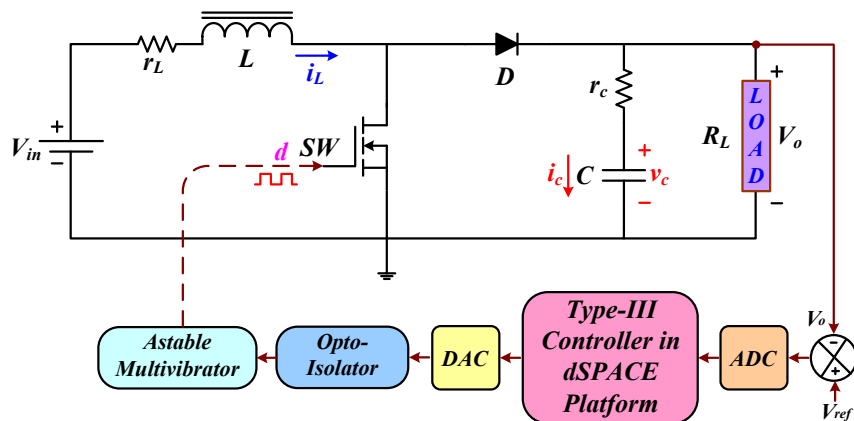 r_L
L
i_L
D
r_c
+
V_in
-
d
SW
i_c
C
+
v_c
-
R_L
LOAD
+
V_o
-
Astable
Multivibrator
Opto-
Isolator
DAC
Type-III
Controller in
dSPACE
Platform
ADC
V_o
-
+
V_ref